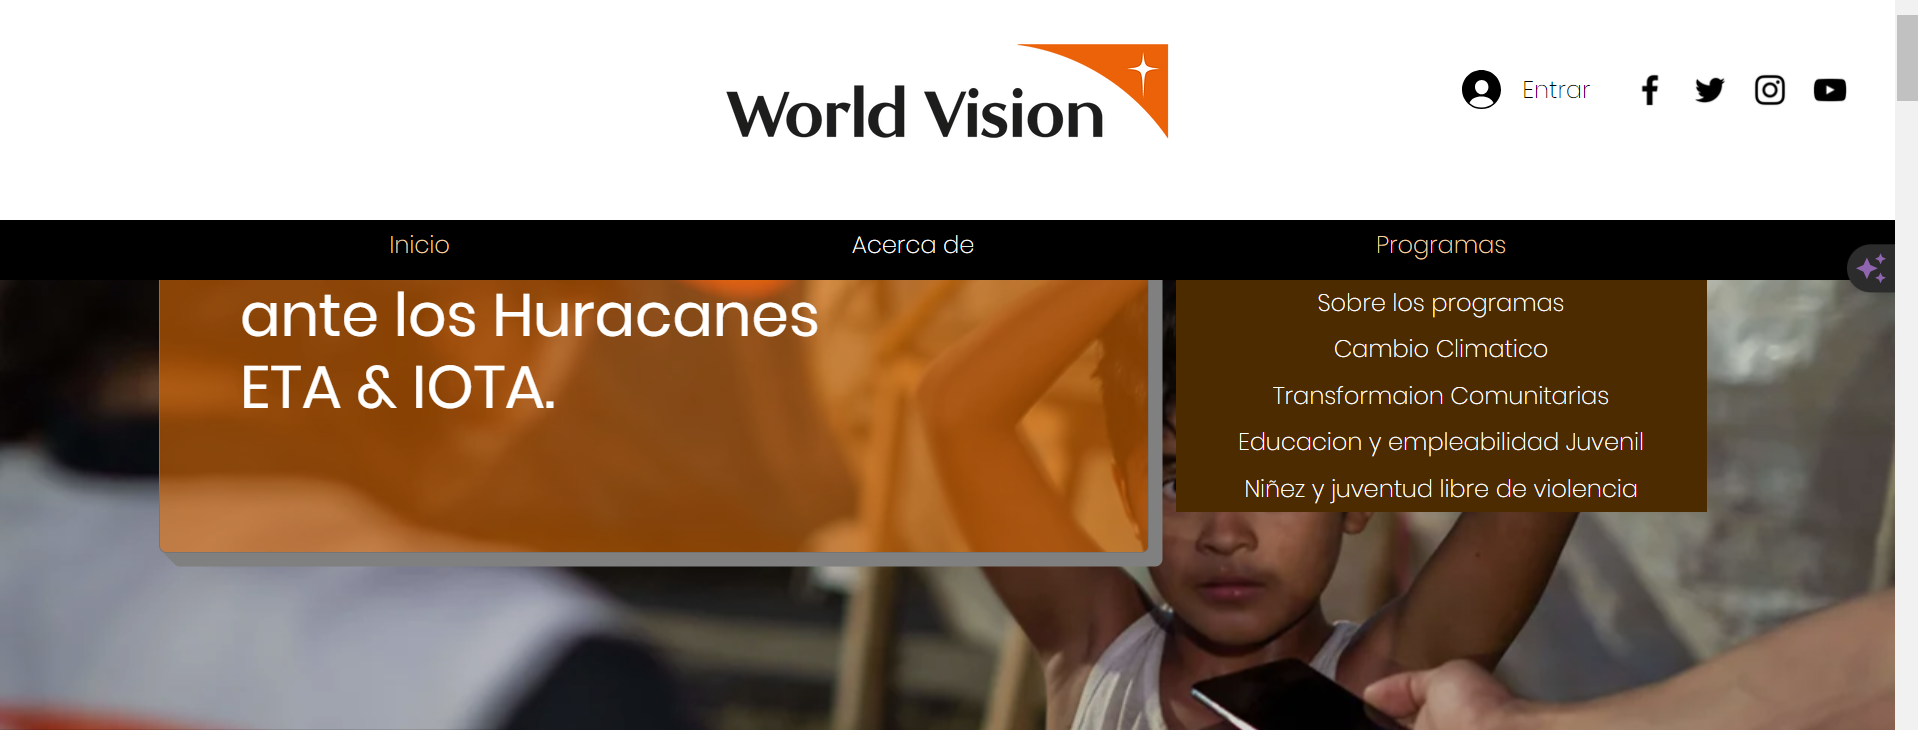 World Vision
Entrar
Inicio
Acerca de
Programas
ante los Huracanes
ETA & IOTA.
Sobre los programas
Cambio Climatico
Transformaion Comunitarias
Educacion y empleabilidad Juvenil
Niñez y juventud libre de violencia